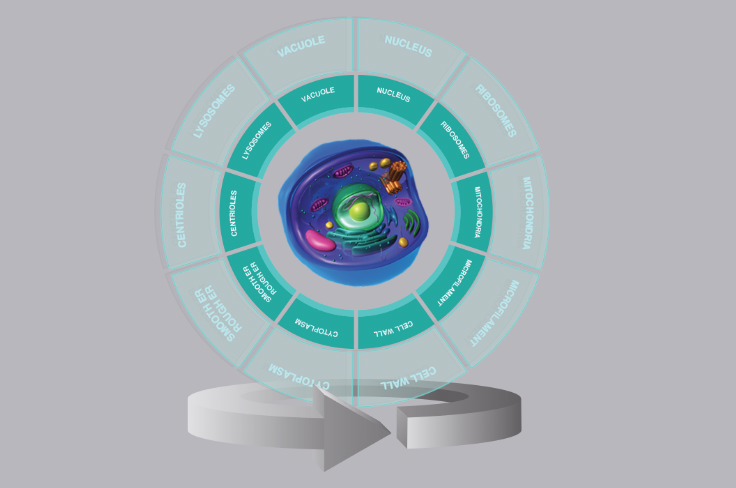 VACUOLE
NUCLEUS
RIBOSOMES
MITOCHONDRIA
MICROFILAMENT
CELL WALL
CYTOPLASM
SMOOTH ER
ROUGH ER
CENTRIOLES
LYSOSOMES
VACUOLE
NUCLEUS
RIBOSOMES
MITOCHONDRIA
MICROFILAMENT
CELL WALL
CYTOPLASM
SMOOTH ER
ROUGH ER
CENTRIOLES
LYSOSOMES